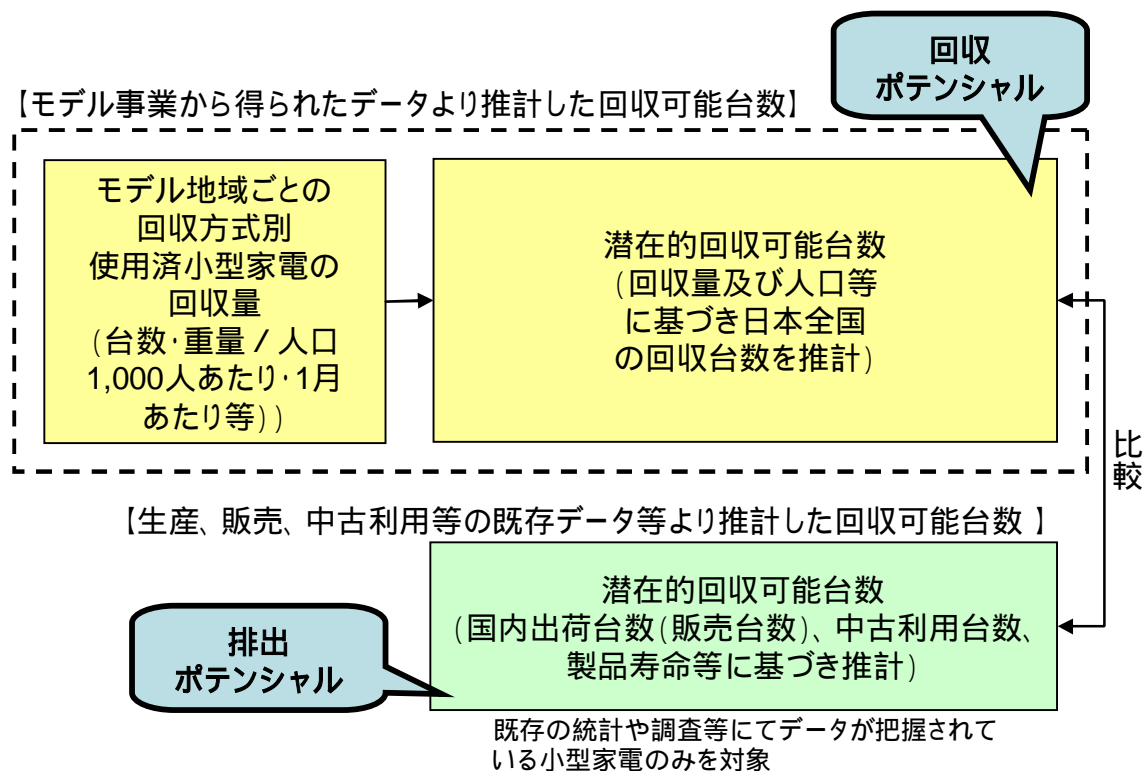 回収
ポテンシャル
【モデル事業から得られたデータより推計した回収可能台数】
モデル地域ごとの
回収方式別
使用済小型家電の
回収量
(台数・重量／人口
1,000人あたり・1月
あたり等))
潜在的回収可能台数
(回収量及び人口等
に基づき日本全国
の回収台数を推計)
比較
【生産、販売、中古利用等の既存データ等より推計した回収可能台数 】
潜在的回収可能台数
(国内出荷台数(販売台数)、中古利用台数、
製品寿命等に基づき推計)
排出
ポテンシャル
既存の統計や調査等にてデータが把握されて
いる小型家電のみを対象